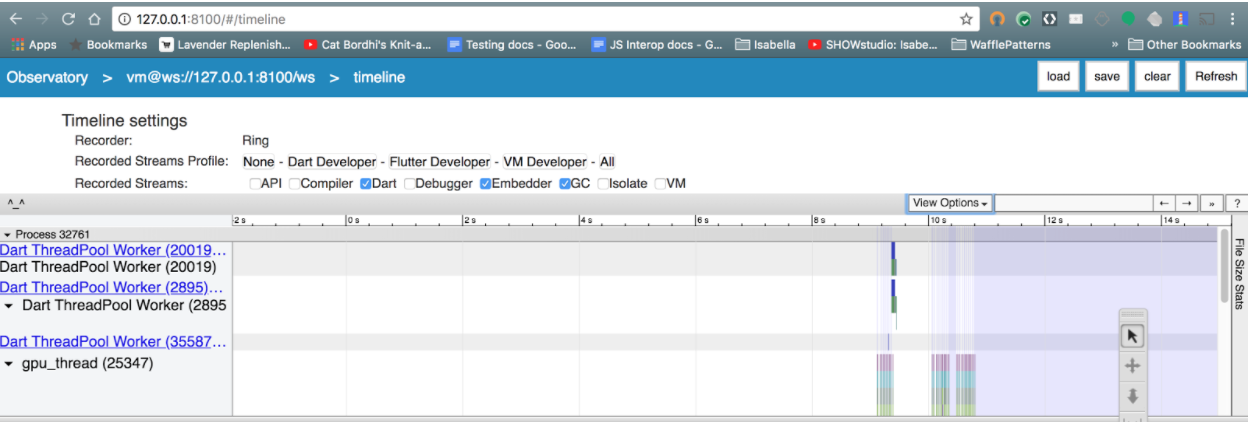 127.0.0.1:8100/#/timeline
Apps Bookmarks Lavender Replenish... Cat Bordhi's Knit-a... Testing docs - Goo... JS Interop docs - G... Isabella SHOWstudio: Isabe... WafflePatterns » Other Bookmarks
Observatory > vm@ws://127.0.0.1:8100/ws > timeline load save clear Refresh
Timeline settings
Recorder: Ring
Recorded Streams Profile: None - Dart Developer - Flutter Developer - VM Developer - All
Recorded Streams: API Compiler Dart Debugger Embedder GC Isolate VM
^_^ View Options ← → » ?
2 s 0 s 2 s 4 s 6 s 8 s 10 s 12 s 14 s
Process 32761
Dart ThreadPool Worker (20019...
Dart ThreadPool Worker (20019)
Dart ThreadPool Worker (2895)...
Dart ThreadPool Worker (2895
Dart ThreadPool Worker (35587...
gpu_thread (25347)
File Size Stats